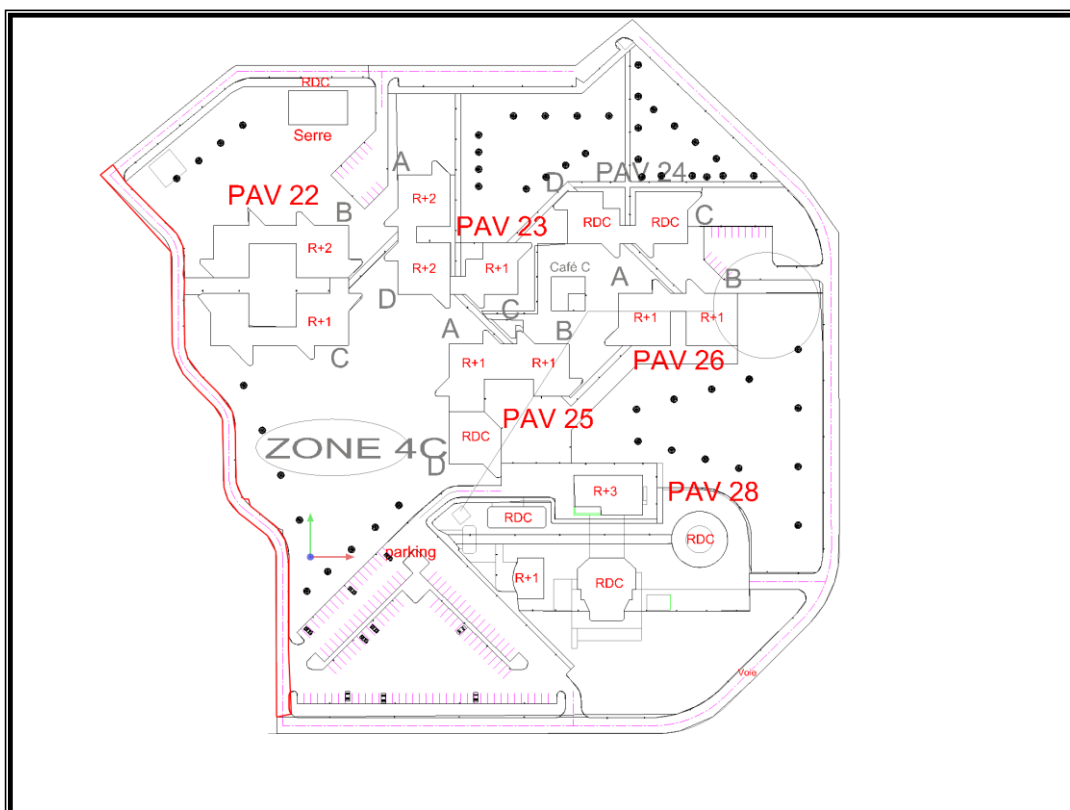 RDC
Serre
A
PAV 24
D
PAV 22
B
R+2
PAV 23
RDC
RDC
C
R+2
R+2
R+1
Café C
A
B
D
C
R+1
A
B
R+1
R+1
C
R+1
R+1
PAV 26
PAV 25
ZONE 4C
RDC
D
R+3
PAV 28
RDC
RDC
parking
R+1
RDC
Voie